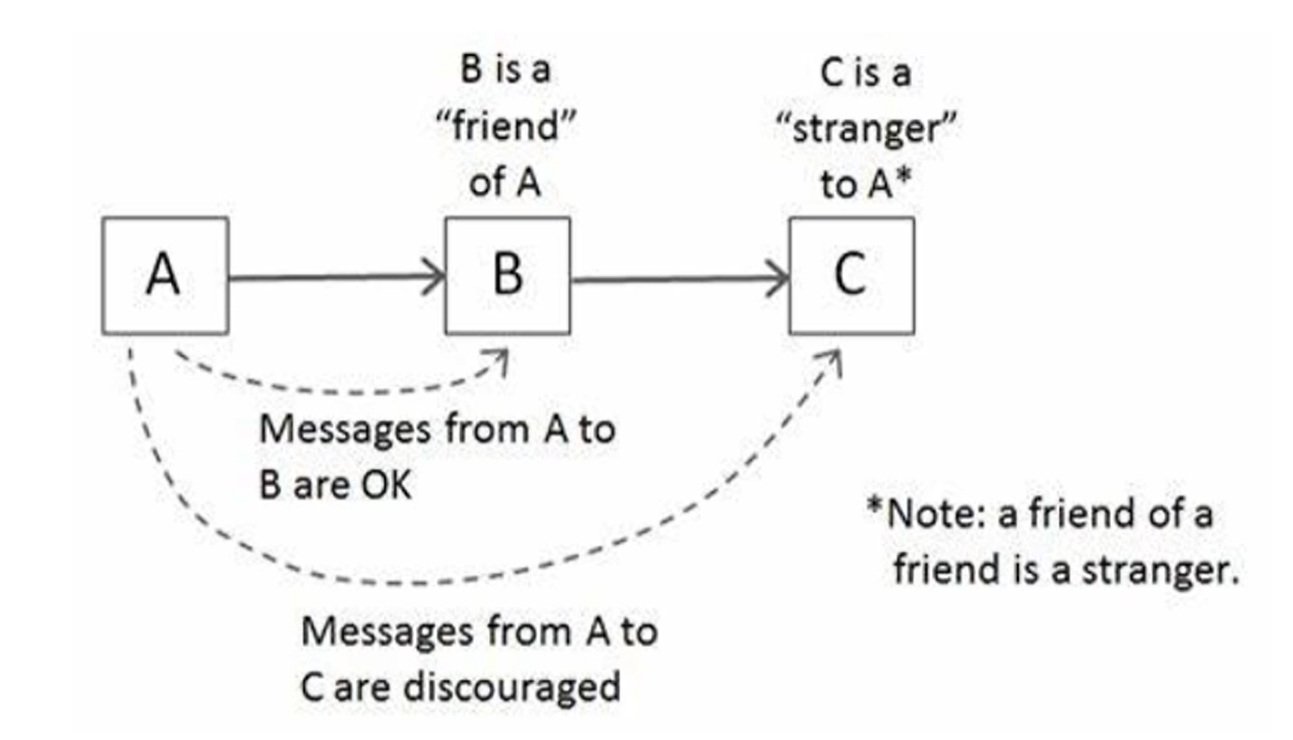 B is a
“friend”
of A
C is a
“stranger”
to A*
A
B
C
Messages from A to
B are OK
*Note: a friend of a
friend is a stranger.
Messages from A to
C are discouraged